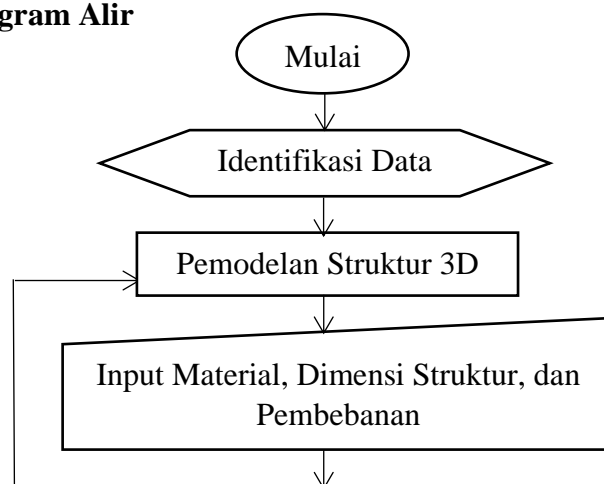 gram Alir
Mulai
Identifikasi Data
Pemodelan Struktur 3D
Input Material, Dimensi Struktur, dan
Pembebanan